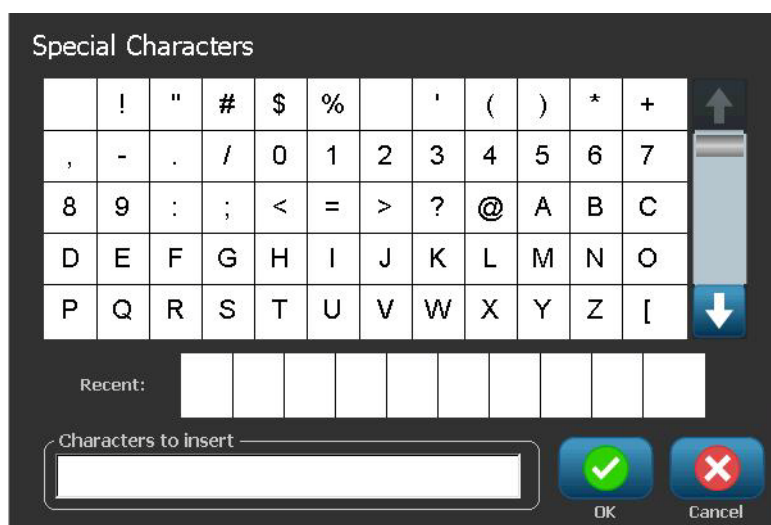 Special Characters
! " # $ % ' ( ) * +
, - . / 0 1 2 3 4 5 6 7
8 9 : ; < = > ? @ A B C
D E F G H I J K L M N O
P Q R S T U V W X Y Z [
Recent:
Characters to insert
OK Cancel